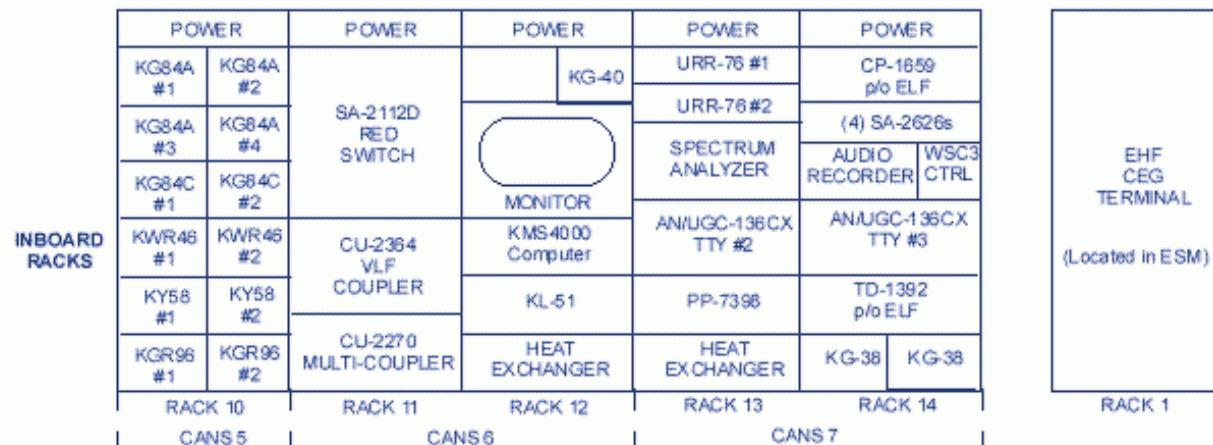 POWER
POWER
POWER
POWER
POWER
KG84A #1
KG84A #2
KG84A #3
KG84A #4
KG84C #1
KG84C #2
KWR46 #1
KWR46 #2
KY58 #1
KY58 #2
KGR96 #1
KGR96 #2
SA-2112D
RED
SWITCH
CU-2364
VLF
COUPLER
CU-2270
MULTI-COUPLER
KG-40
MONITOR
KMS4000
Computer
KL-51
HEAT
EXCHANGER
URR-76 #1
URR-76#2
SPECTRUM
ANALYZER
AN/UGC-136CX
TTY #2
PP-7398
HEAT
EXCHANGER
CP-1659
p/o ELF
(4) SA-2626s
AUDIO
RECORDER
WSC3
CTRL
AN/UGC-136CX
TTY #3
TD-1392
p/o ELF
KG-38
KG-38
EHF
CEG
TERMINAL
(Located in ESM)
INBOARD
RACKS
RACK 10
RACK 11
RACK 12
RACK 13
RACK 14
RACK 1
CANS 5
CANS 6
CANS 7